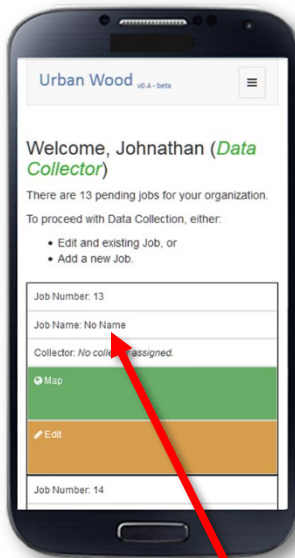 Urban Wood v0.4 - beta
Welcome, Johnathan (Data
Collector)
There are 13 pending jobs for your organization.
To proceed with Data Collection, either:
Edit and existing Job, or
Add a new Job.
Job Number: 13
Job Name: No Name
Collector: No assigned.
Map
Edit
Job Number: 14